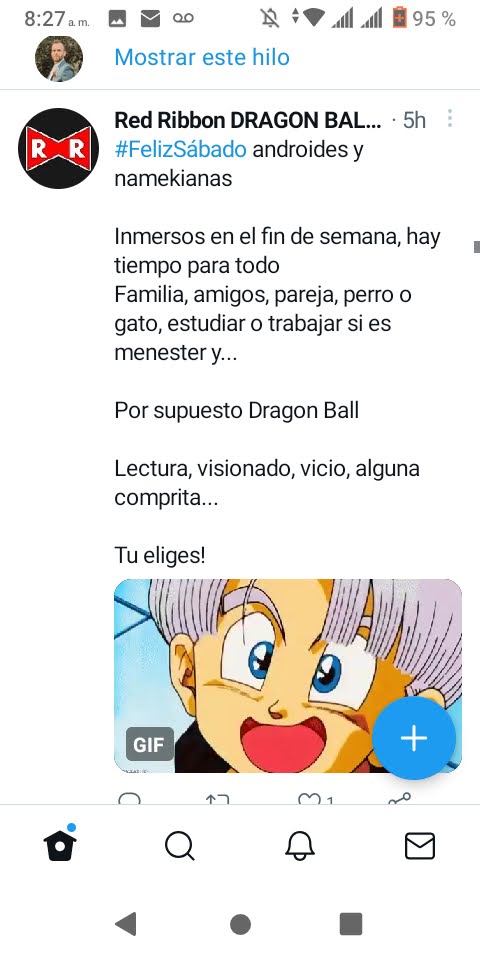 8:27 a. m.
95 %
Mostrar este hilo
Red Ribbon DRAGON BAL... · 5h
#FelizSábado androides y
namekianas
Inmersos en el fin de semana, hay
tiempo para todo
Familia, amigos, pareja, perro o
gato, estudiar o trabajar si es
menester y...
Por supuesto Dragon Ball
Lectura, visionado, vicio, alguna
comprita...
Tu eliges!
R R
GIF
1